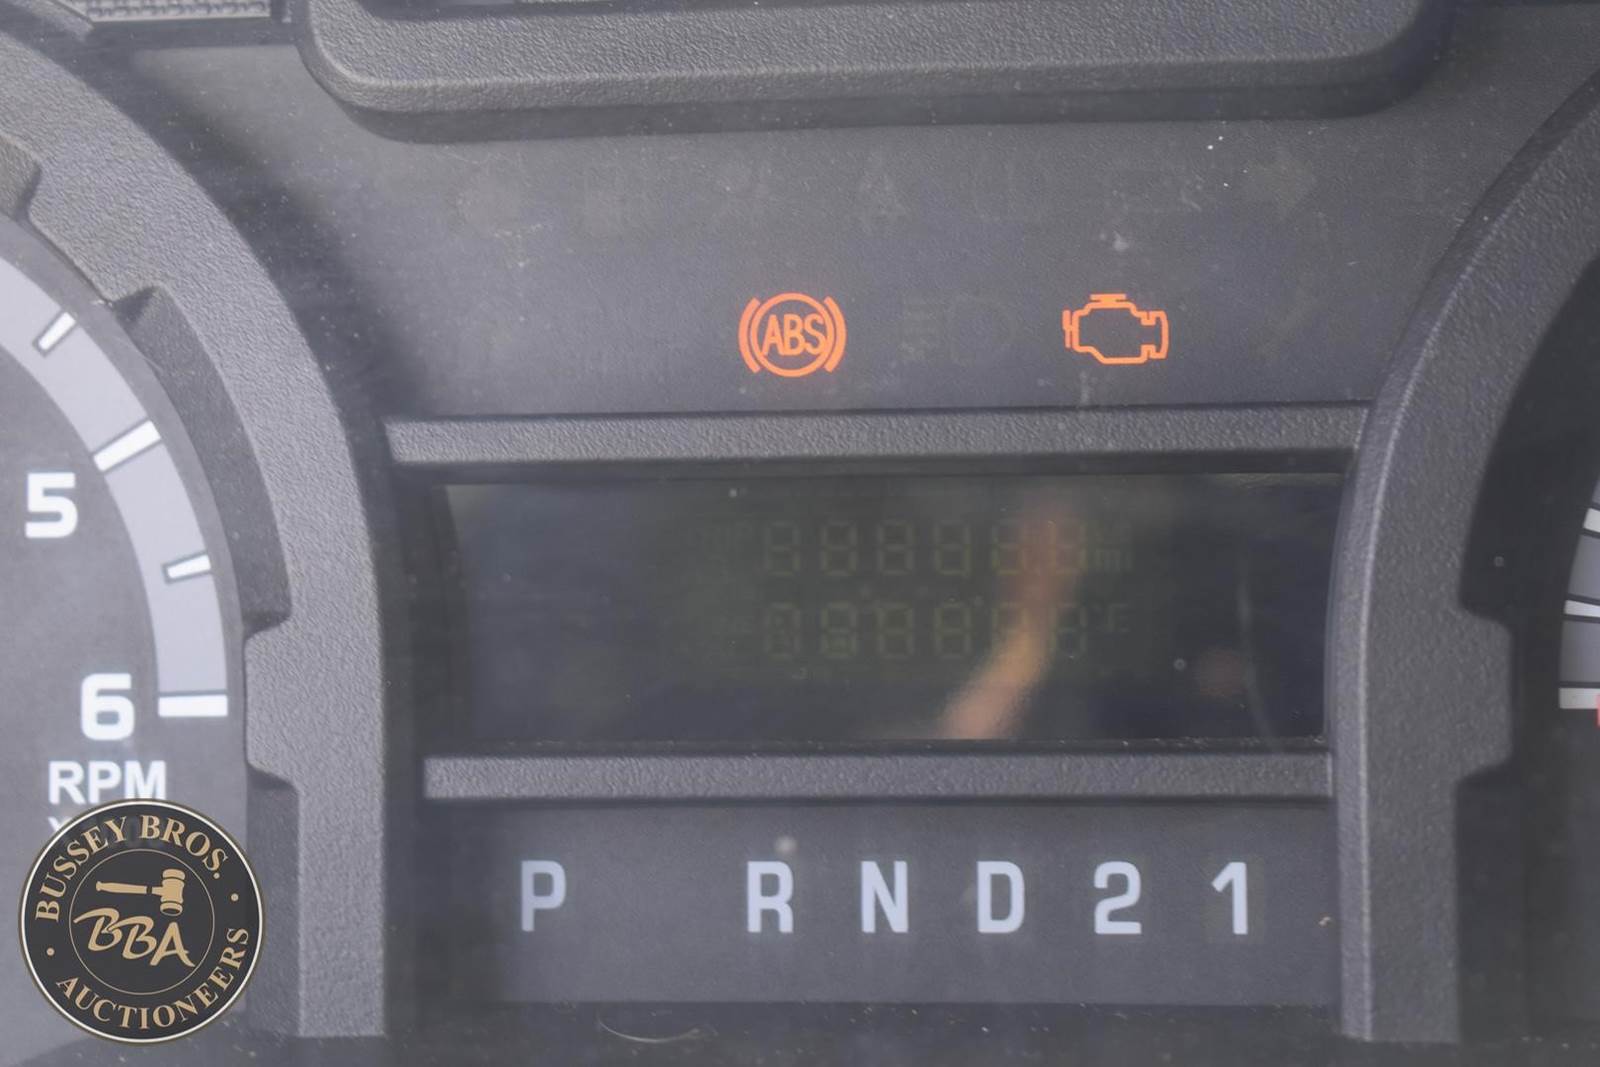 ABS
5
6
RPM
P R N D 2 1
BUSSEY BROS.
BBA
AUCTIONEERS